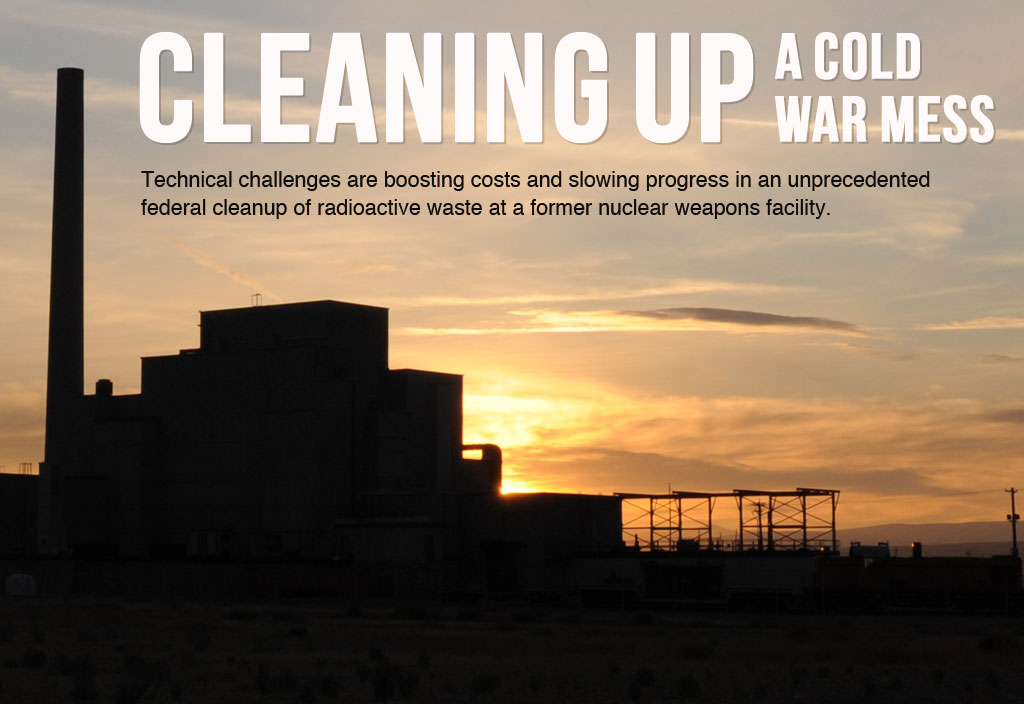 CLEANING UP A COLD
WAR MESS
Technical challenges are boosting costs and slowing progress in an unprecedented
federal cleanup of radioactive waste at a former nuclear weapons facility.